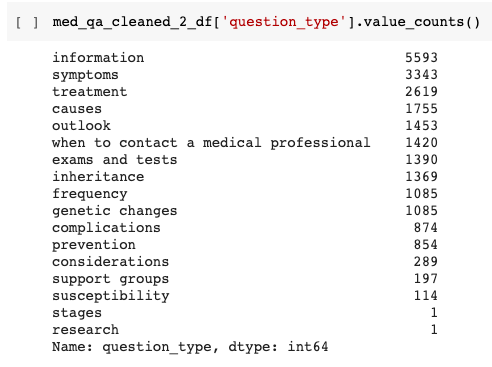 [ ] med_qa_cleaned_2_df['question_type'].value_counts()
information 5593
symptoms 3343
treatment 2619
causes 1755
outlook 1453
when to contact a medical professional 1420
exams and tests 1390
inheritance 1369
frequency 1085
genetic changes 1085
complications 874
prevention 854
considerations 289
support groups 197
susceptibility 114
stages 1
research 1
Name: question_type, dtype: int64